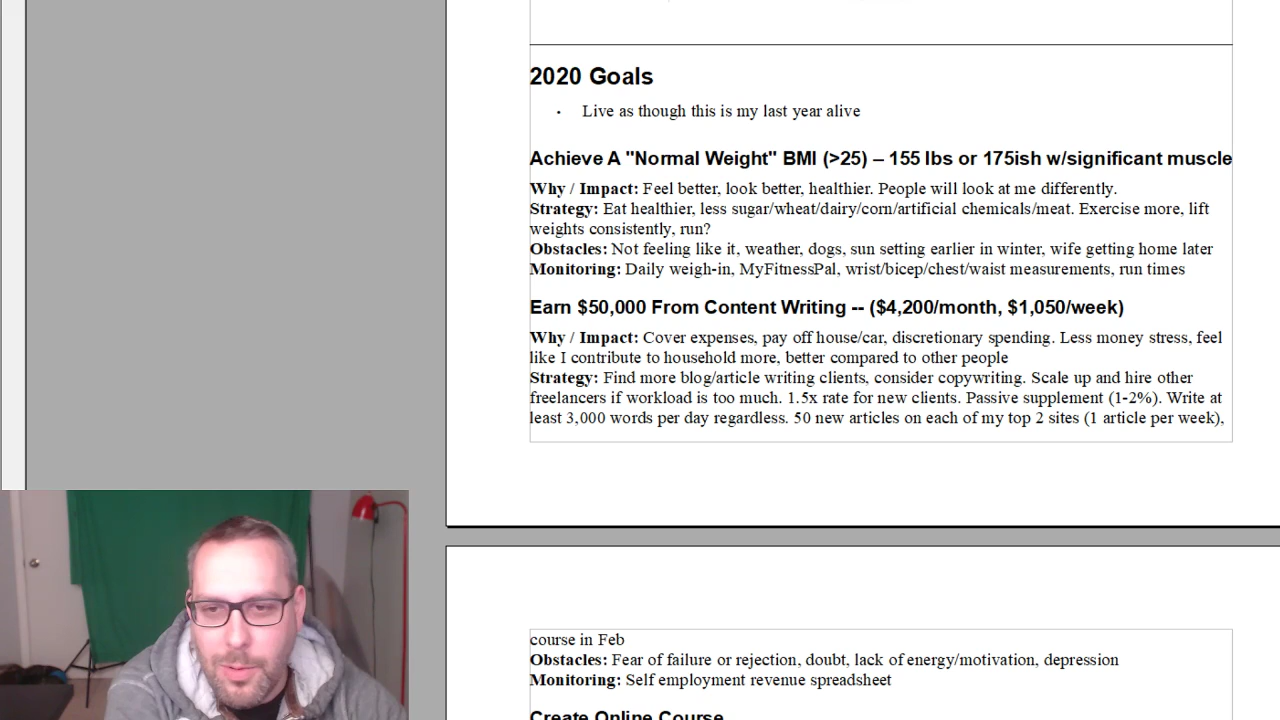 2020 Goals
• Live as though this is my last year alive
Achieve A "Normal Weight" BMI (>25) – 155 lbs or 175ish w/significant muscle
Why / Impact: Feel better, look better, healthier. People will look at me differently.
Strategy: Eat healthier, less sugar/wheat/dairy/corn/artificial chemicals/meat. Exercise more, lift
weights consistently, run?
Obstacles: Not feeling like it, weather, dogs, sun setting earlier in winter, wife getting home later
Monitoring: Daily weigh-in, MyFitnessPal, wrist/bicep/chest/waist measurements, run times
Earn $50,000 From Content Writing -- ($4,200/month, $1,050/week)
Why / Impact: Cover expenses, pay off house/car, discretionary spending. Less money stress, feel
like I contribute to household more, better compared to other people
Strategy: Find more blog/article writing clients, consider copywriting. Scale up and hire other
freelancers if workload is too much. 1.5x rate for new clients. Passive supplement (1-2%). Write at
least 3,000 words per day regardless. 50 new articles on each of my top 2 sites (1 article per week),
course in Feb
Obstacles: Fear of failure or rejection, doubt, lack of energy/motivation, depression
Monitoring: Self employment revenue spreadsheet
Create Online Course